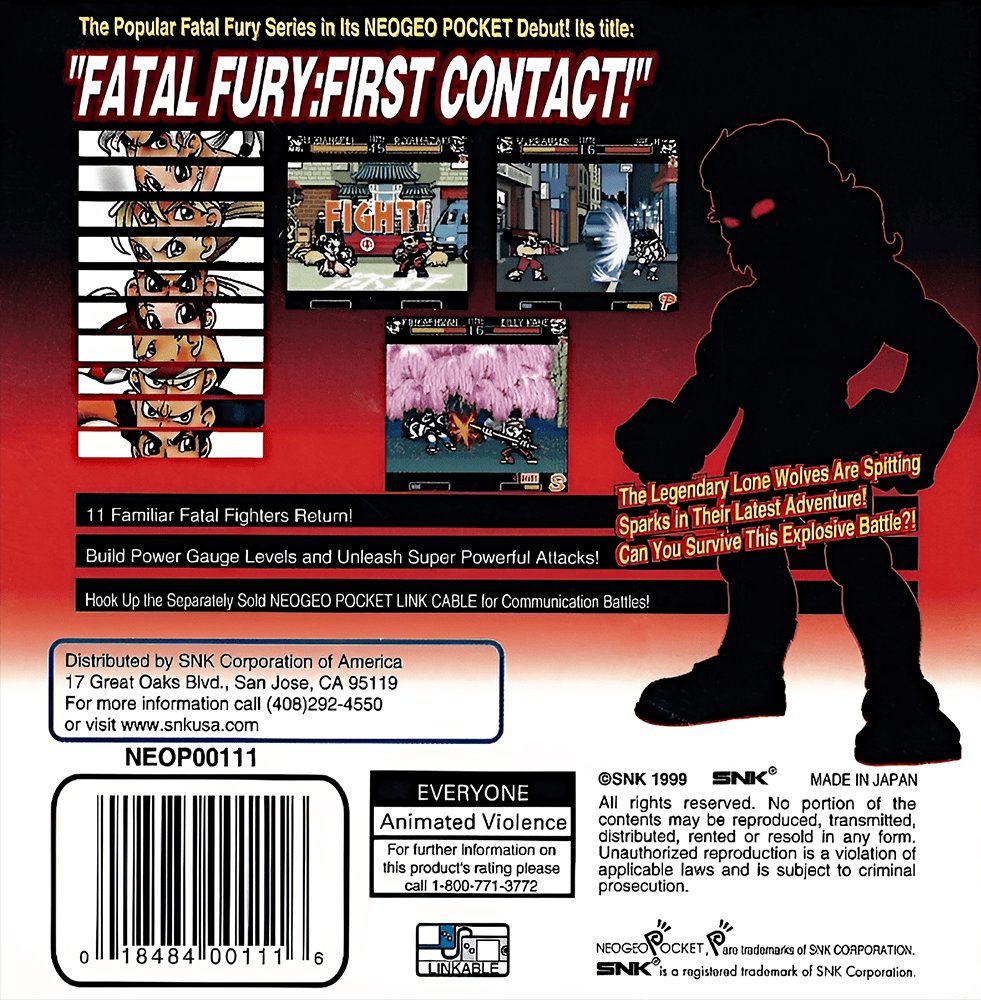 The Popular Fatal Fury Series in Its NEOGEO POCKET Debut! Its title:
"FATAL FURY:FIRST CONTACT!"
FIGHT!
BILLY KANE
16
The Legendary Lone Wolves Are Spitting
Sparks In Their Latest Adventure!
Can You Survive This Explosive Battle?!
11 Familiar Fatal Fighters Return!
Build Power Gauge Levels and Unleash Super Powerful Attacks!
Hook Up the Separately Sold NEOGEO POCKET LINK CABLE for Communication Battles!
Distributed by SNK Corporation of America
17 Great Oaks Blvd., San Jose, CA 95119
For more information call (408)292-4550
or visit www.snkusa.com
NEOP00111
0 18484 00111 6
EVERYONE
Animated Violence
For further Information on
this product's rating please
call 1-800-771-3772
LINKABLE
©SNK 1999 SNK® MADE IN JAPAN
All rights reserved. No portion of the
contents may be reproduced, transmitted,
distributed, rented or resold in any form.
Unauthorized reproduction is a violation of
applicable laws and is subject to criminal
prosecution.
NEOGEO POCKET, P are trademarks of SNK CORPORATION.
SNK® is a registered trademark of SNK Corporation.